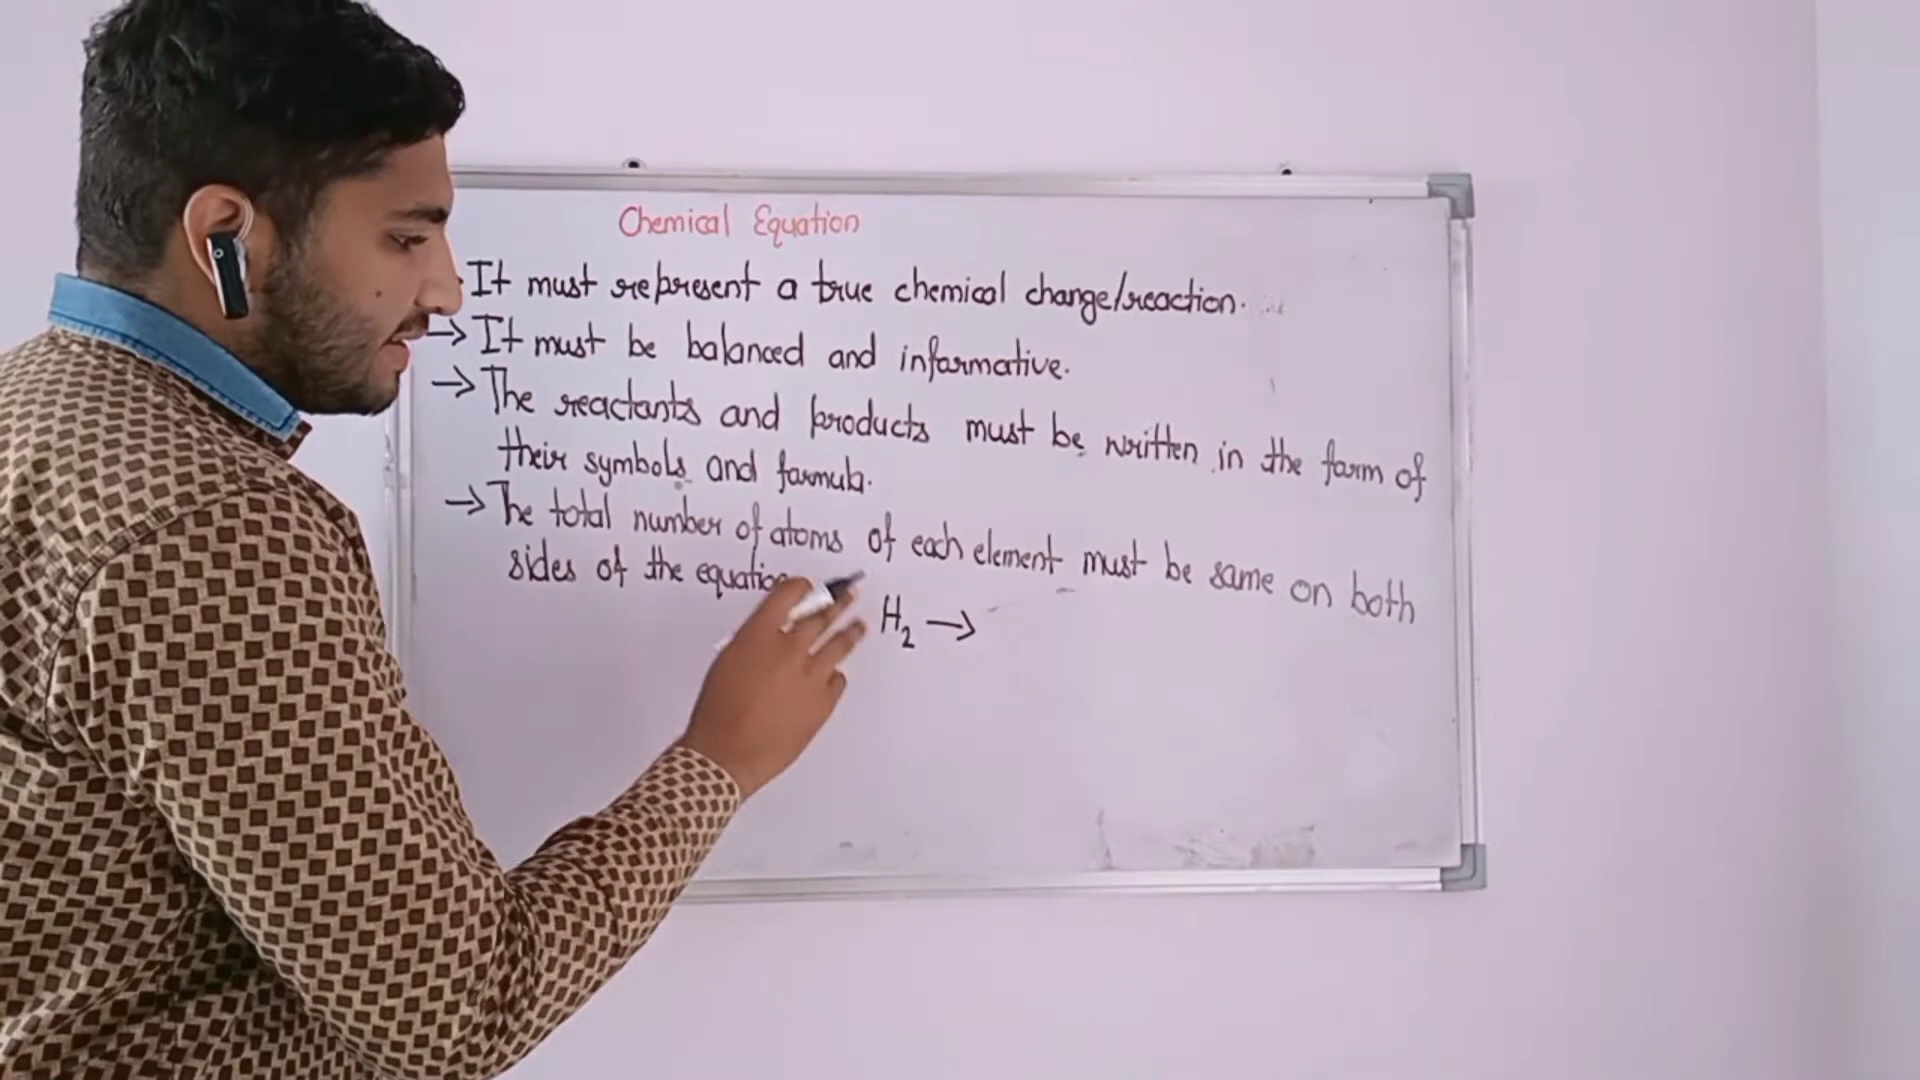 Chemical Equation
It must represent a true chemical change/reaction.
→ It must be balanced and informative.
→ The reactants and products must be written in the form of
their symbols and formula.
→ The total number of atoms of each element must be same on both
sides of the equation
H₂ →